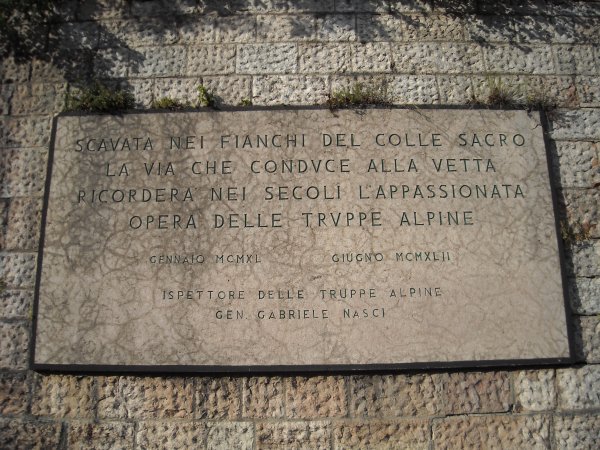 SCAVATA NEI FIANCHI DEL COLLE SACRO
LA VIA CHE CONDVCE ALLA VETTA
RICORDERA' NEI SECOLI L'APPASSIONATA
OPERA DELLE TRVPPE ALPINE
GENNAIO MCMXL GIUGNO MCMXLII
ISPETTORE DELLE TRUPPE ALPINE
GEN. GABRIELE NASCI